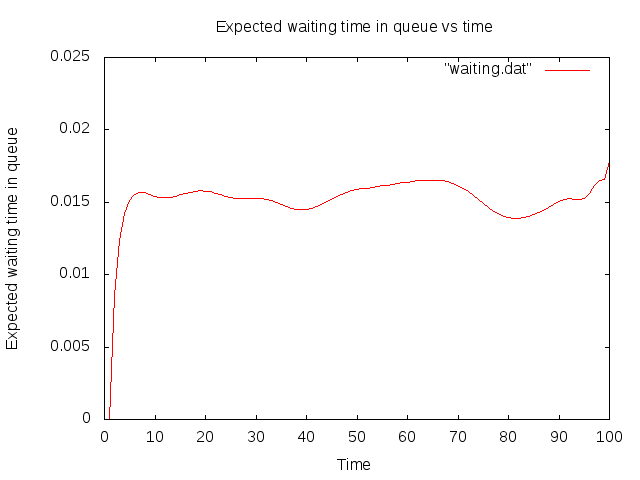 Expected waiting time in queue vs time
0.025
"waiting.dat"
0.02
0.015
0.01
0.005
0
Expected waiting time in queue
0 10 20 30 40 50 60 70 80 90 100
Time